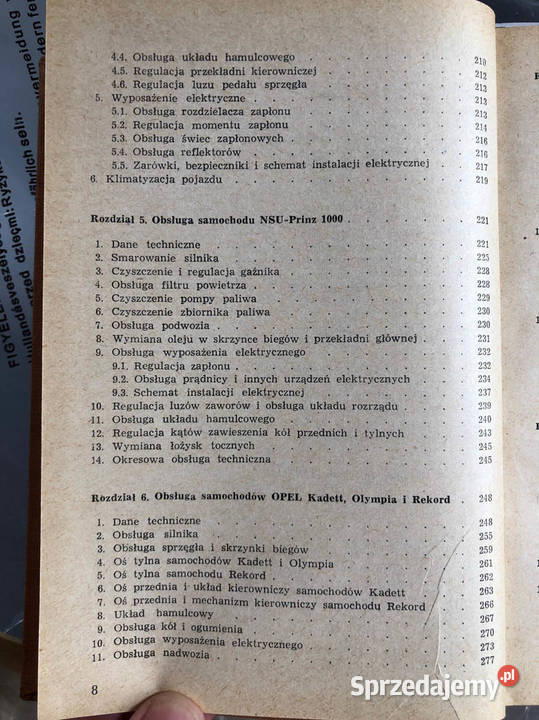 4.4. Obsługa układu hamulcowego . . . . . . . 210
4.5. Regulacja przekładni kierowniczej . . . . . . 212
4.6. Regulacja luzu pedału sprzęgła . . . . . . 213
5. Wyposażenie elektryczne . . . . . . . . 213
5.1. Obsługa rozdzielacza zapłonu . . . . . . 213
5.2. Regulacja momentu zapłonu . . . . . . 214
5.3. Obsługa świec zapłonowych . . . . . . 216
5.4. Obsługa reflektorów . . . . . . . . 216
5.5. Żarówki, bezpieczniki i schemat instalacji elektrycznej . 217
6. Klimatyzacja pojazdu . . . . . . . . 219
Rozdział 5. Obsługa samochodu NSU-Prinz 1000 . . . . . 221
1. Dane techniczne . . . . . . . . . 221
2. Smarowanie silnika . . . . . . . . 225
3. Czyszczenie i regulacja gaźnika . . . . . . 228
4. Obsługa filtru powietrza . . . . . . . 228
5. Czyszczenie pompy paliwa . . . . . . . 229
6. Czyszczenie zbiornika paliwa . . . . . . 230
7. Obsługa podwozia . . . . . . . . 230
8. Wymiana oleju w skrzynce biegów i przekładni głównej . . 231
9. Obsługa wyposażenia elektrycznego . . . . . 232
9.1. Regulacja zapłonu . . . . . . . . 232
9.2. Obsługa prądnicy i innych urządzeń elektrycznych . . 234
9.3. Schemat instalacji elektrycznej . . . . . 237
10. Regulacja luzów zaworów i obsługa układu rozrządu . . 239
11. Obsługa układu hamulcowego . . . . . . 240
12. Regulacja kątów zawieszenia kół przednich i tylnych . . 243
13. Wymiana łożysk tocznych . . . . . . . 245
14. Okresowa obsługa techniczna . . . . . . 245
Rozdział 6. Obsługa samochodów OPEL Kadett, Olympia i Rekord . 248
1. Dane techniczne . . . . . . . . . 248
2. Obsługa silnika . . . . . . . . . 255
3. Obsługa sprzęgła i skrzynki biegów . . . . . 259
4. Oś tylna samochodów Kadett i Olympia . . . . 261
5. Oś tylna samochodu Rekord . . . . . . . 262
6. Oś przednia i układ kierowniczy samochodów Kadett . . 263
7. Oś przednia i mechanizm kierowniczy samochodu Rekord . . 266
8. Układ hamulcowy . . . . . . . . . 267
9. Obsługa kół i ogumienia . . . . . . . 270
10. Obsługa wyposażenia elektrycznego . . . . . 273
11. Obsługa nadwozia . . . . . . . . 277
8
Sprzedajemy.pl